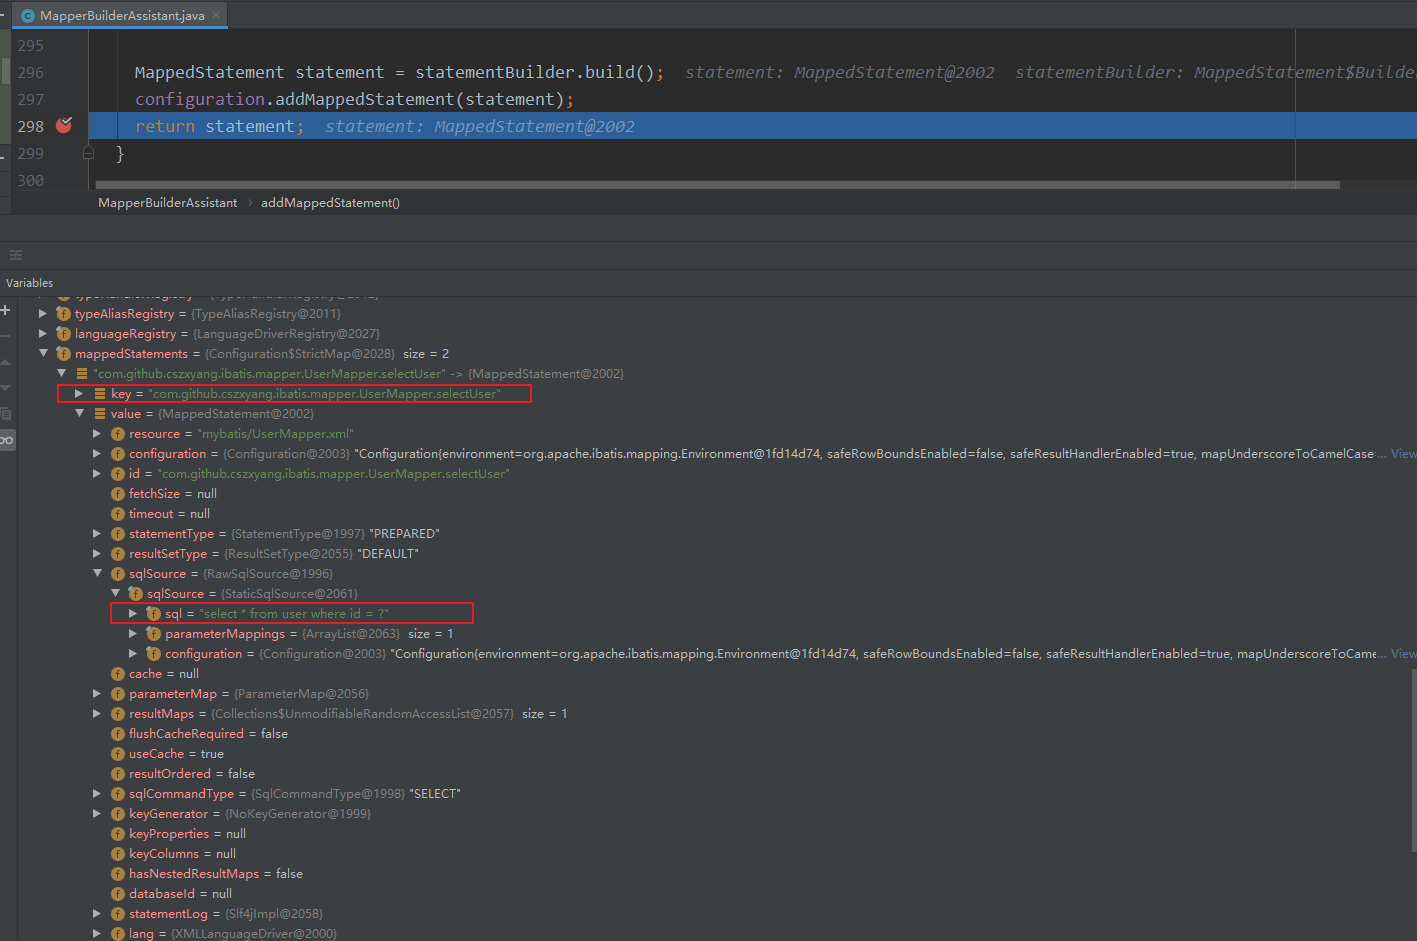 MapperBuilderAssistant.java
295
296 MappedStatement statement = statementBuilder.build(); statement: MappedStatement@2002 statementBuilder: MappedStatement$Builder
297 configuration.addMappedStatement(statement);
298 return statement; statement: MappedStatement@2002
299 }
300
MapperBuilderAssistant › addMappedStatement()
Variables
typeAliasRegistry = {TypeAliasRegistry@2011}
languageRegistry = {LanguageDriverRegistry@2027}
mappedStatements = {Configuration$StrictMap@2028} size = 2
"com.github.cszxyang.ibatis.mapper.UserMapper.selectUser" -> {MappedStatement@2002}
key = "com.github.cszxyang.ibatis.mapper.UserMapper.selectUser"
value = {MappedStatement@2002}
resource = "mybatis/UserMapper.xml"
configuration = {Configuration@2003} "Configuration{environment=org.apache.ibatis.mapping.Environment@1fd14d74, safeRowBoundsEnabled=false, safeResultHandlerEnabled=true, mapUnderscoreToCamelCase... View
id = "com.github.cszxyang.ibatis.mapper.UserMapper.selectUser"
fetchSize = null
timeout = null
statementType = {StatementType@1997} "PREPARED"
resultSetType = {ResultSetType@2055} "DEFAULT"
sqlSource = {RawSqlSource@1996}
sqlSource = {StaticSqlSource@2061}
sql = "select * from user where id = ?"
parameterMappings = {ArrayList@2063} size = 1
configuration = {Configuration@2003} "Configuration{environment=org.apache.ibatis.mapping.Environment@1fd14d74, safeRowBoundsEnabled=false, safeResultHandlerEnabled=true, mapUnderscoreToCame... View
cache = null
parameterMap = {ParameterMap@2056}
resultMaps = {Collections$UnmodifiableRandomAccessList@2057} size = 1
flushCacheRequired = false
useCache = true
resultOrdered = false
sqlCommandType = {SqlCommandType@1998} "SELECT"
keyGenerator = {NoKeyGenerator@1999}
keyProperties = null
keyColumns = null
hasNestedResultMaps = false
databaseId = null
statementLog = {Slf4jImpl@2058}
lang = {XMLLanguageDriver@2000}